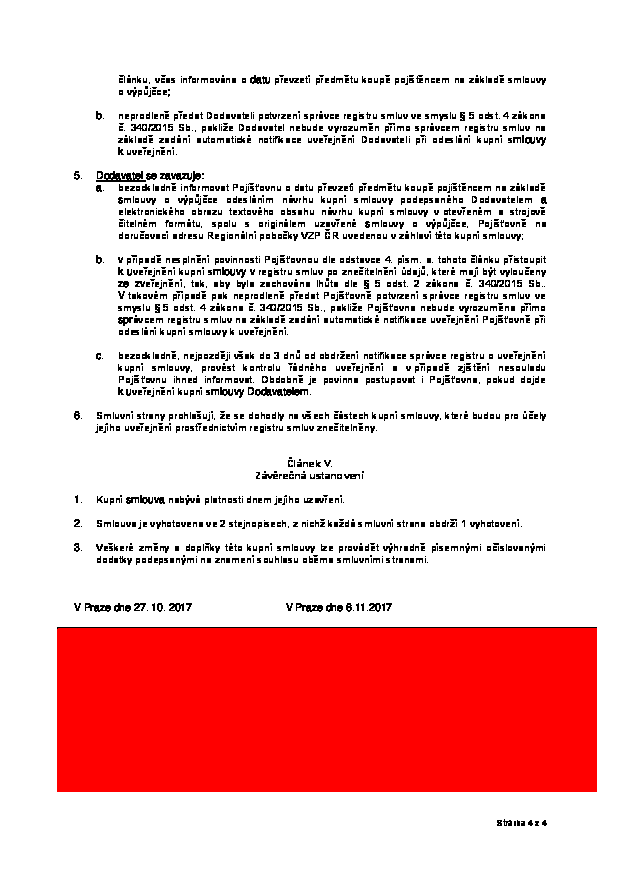 článku, včas informována o datu převzetí předmětu koupě pojištěncem na základě smlouvy
o výpůjčce;
b. neprodleně předat Dodavateli potvrzení správce registru smluv ve smyslu § 5 odst. 4 zákona
č. 340/2015 Sb., pakliže Dodavatel nebude vyrozuměn přímo správcem registru smluv na
základě zadání automatické notifikace uveřejnění Dodavateli při odeslání kupní smlouvy
k uveřejnění.
5. Dodavatel se zavazuje:
a. bezodkladně informovat Pojišťovnu o datu převzetí předmětu koupě pojištěncem na základě
smlouvy o výpůjčce odesláním návrhu kupní smlouvy podepsaného Dodavatelem a
elektronického obrazu textového obsahu návrhu kupní smlouvy v otevřeném a strojově
čitelném formátu, spolu s originálem uzavřené smlouvy o výpůjčce, Pojišťovně na
doručovací adresu Regionální pobočky VZP ČR uvedenou v záhlaví této kupní smlouvy;
b. v případě nesplnění povinnosti Pojišťovnou dle odstavce 4. písm. a. tohoto článku přistoupit
k uveřejnění kupní smlouvy v registru smluv po znečitelnění údajů, které mají být vyloučeny
ze zveřejnění, tak, aby byla zachována lhůta dle § 5 odst. 2 zákona č. 340/2015 Sb..
V takovém případě pak neprodleně předat Pojišťovně potvrzení správce registru smluv ve
smyslu § 5 odst. 4 zákona č. 340/2015 Sb., pakliže Pojišťovna nebude vyrozuměna přímo
správcem registru smluv na základě zadání automatické notifikace uveřejnění Pojišťovně při
odeslání kupní smlouvy k uveřejnění.
c. bezodkladně, nejpozději však do 3 dnů od obdržení notifikace správce registru o uveřejnění
kupní smlouvy, provést kontrolu řádného uveřejnění a v případě zjištění nesouladu
Pojišťovnu ihned informovat. Obdobně je povinna postupovat i Pojišťovna, pokud dojde
k uveřejnění kupní smlouvy Dodavatelem.
6. Smluvní strany prohlašují, že se dohodly na všech částech kupní smlouvy, které budou pro účely
jejího uveřejnění prostřednictvím registru smluv znečitelněny.
Článek V.
Závěrečná ustanovení
1. Kupní smlouva nabývá platnosti dnem jejího uzavření.
2. Smlouva je vyhotovena ve 2 stejnopisech, z nichž každá smluvní strana obdrží 1 vyhotovení.
3. Veškeré změny a doplňky této kupní smlouvy lze provádět výhradně písemnými očíslovanými
dodatky podepsanými na znamení souhlasu oběma smluvními stranami.
V Praze dne 27. 10. 2017 V Praze dne 6.11.2017
Stránka 4 z 4